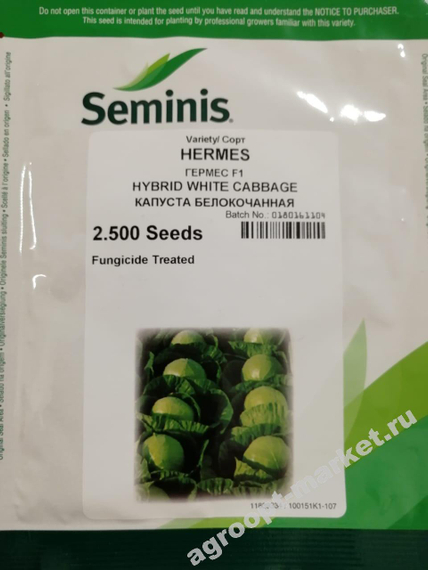 Do not open this container or plant the seed until you have read and understand the NOTICE TO PURCHASER.
This seed is intended for planting by professional growers familiar with this variety.
Seminis
Variety/ Сорт
HERMES
ГЕРМЕС F1
HYBRID WHITE CABBAGE
КАПУСТА БЕЛОКОЧАННАЯ
Batch No.: 0180161104
2.500 Seeds
Fungicide Treated
100151K1-107
agroopt-market.ru